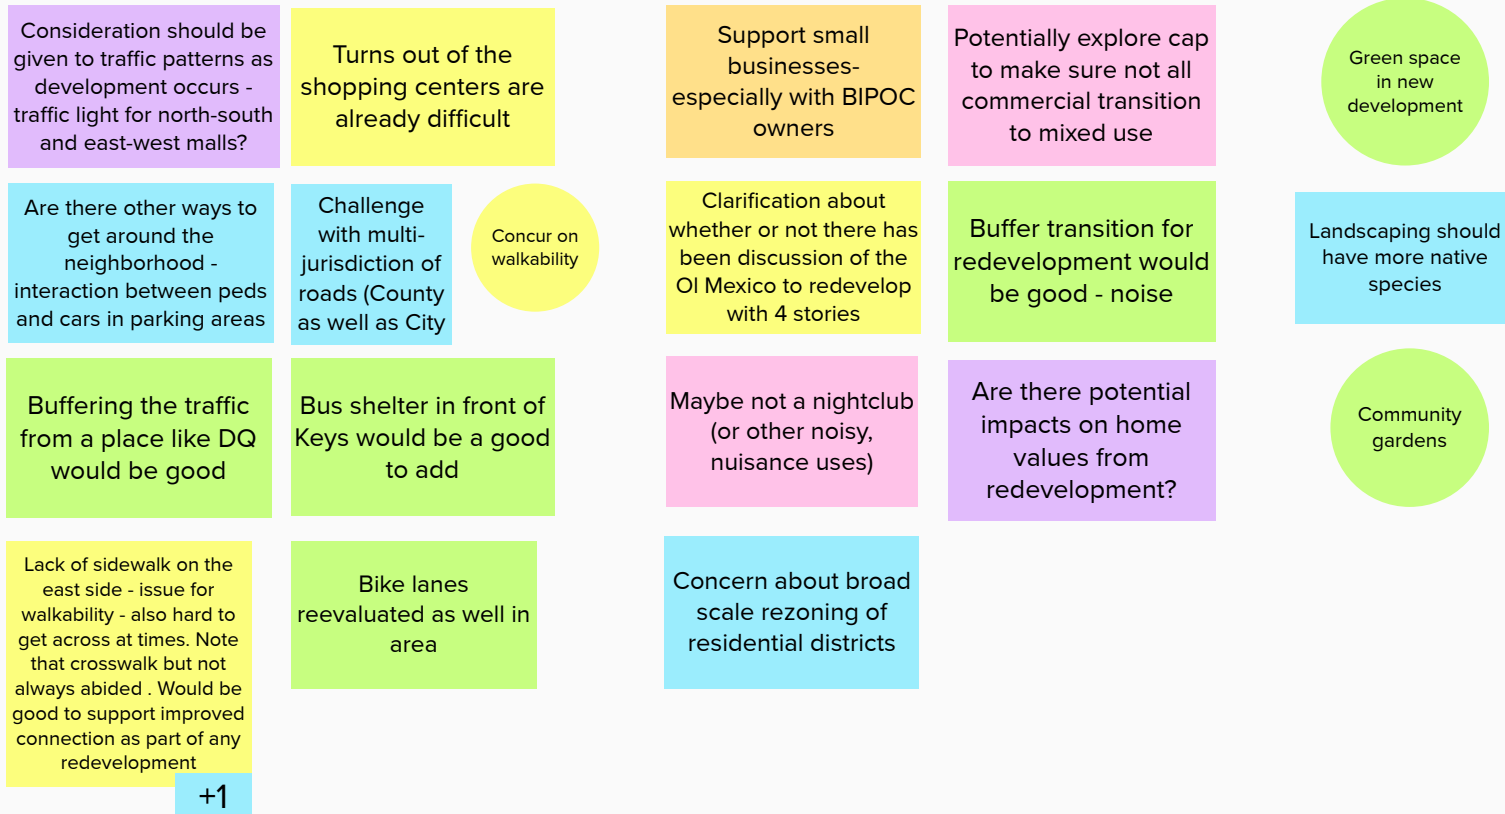 Consideration should be
given to traffic patterns as
development occurs -
traffic light for north-south
and east-west malls?
Turns out of the
shopping centers are
already difficult
Are there other ways to
get around the
neighborhood -
interaction between peds
and cars in parking areas
Challenge
with multi-
jurisdiction of
roads (County
as well as City
Concur on
walkability
Buffering the traffic
from a place like DQ
would be good
Bus shelter in front of
Keys would be a good
to add
Lack of sidewalk on the
east side - issue for
walkability - also hard to
get across at times. Note
that crosswalk but not
always abided . Would be
good to support improved
connection as part of any
redevelopment
+1
Bike lanes
reevaluated as well in
area
Support small
businesses-
especially with BIPOC
owners
Potentially explore cap
to make sure not all
commercial transition
to mixed use
Clarification about
whether or not there has
been discussion of the
Ol Mexico to redevelop
with 4 stories
Buffer transition for
redevelopment would
be good - noise
Maybe not a nightclub
(or other noisy,
nuisance uses)
Are there potential
impacts on home
values from
redevelopment?
Concern about broad
scale rezoning of
residential districts
Green space
in new
development
Landscaping should
have more native
species
Community
gardens